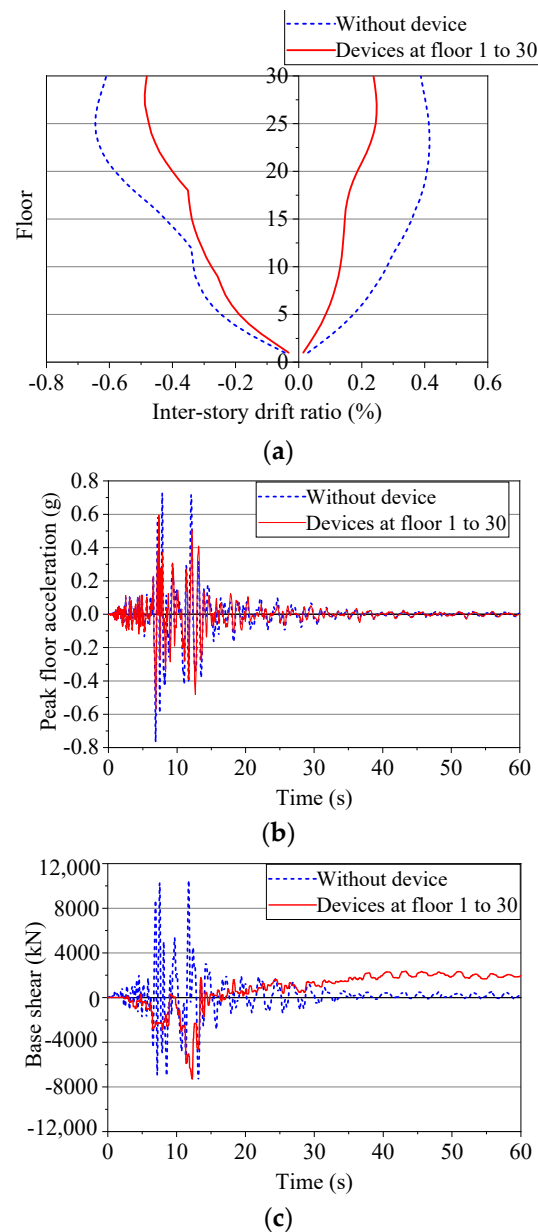 Without device
Devices at floor 1 to 30
30
25
20
15
10
5
0
Floor
-0.8 -0.6 -0.4 -0.2 0.0 0.2 0.4 0.6
Inter-story drift ratio (%)
(a)
0.8
0.6
0.4
0.2
0.0
-0.2
-0.4
-0.6
-0.8
Peak floor acceleration (g)
Without device
Devices at floor 1 to 30
0 10 20 30 40 50 60
Time (s)
(b)
12,000
8000
4000
0
-4000
-8000
-12,000
Base shear (kN)
Without device
Devices at floor 1 to 30
0 10 20 30 40 50 60
Time (s)
(c)